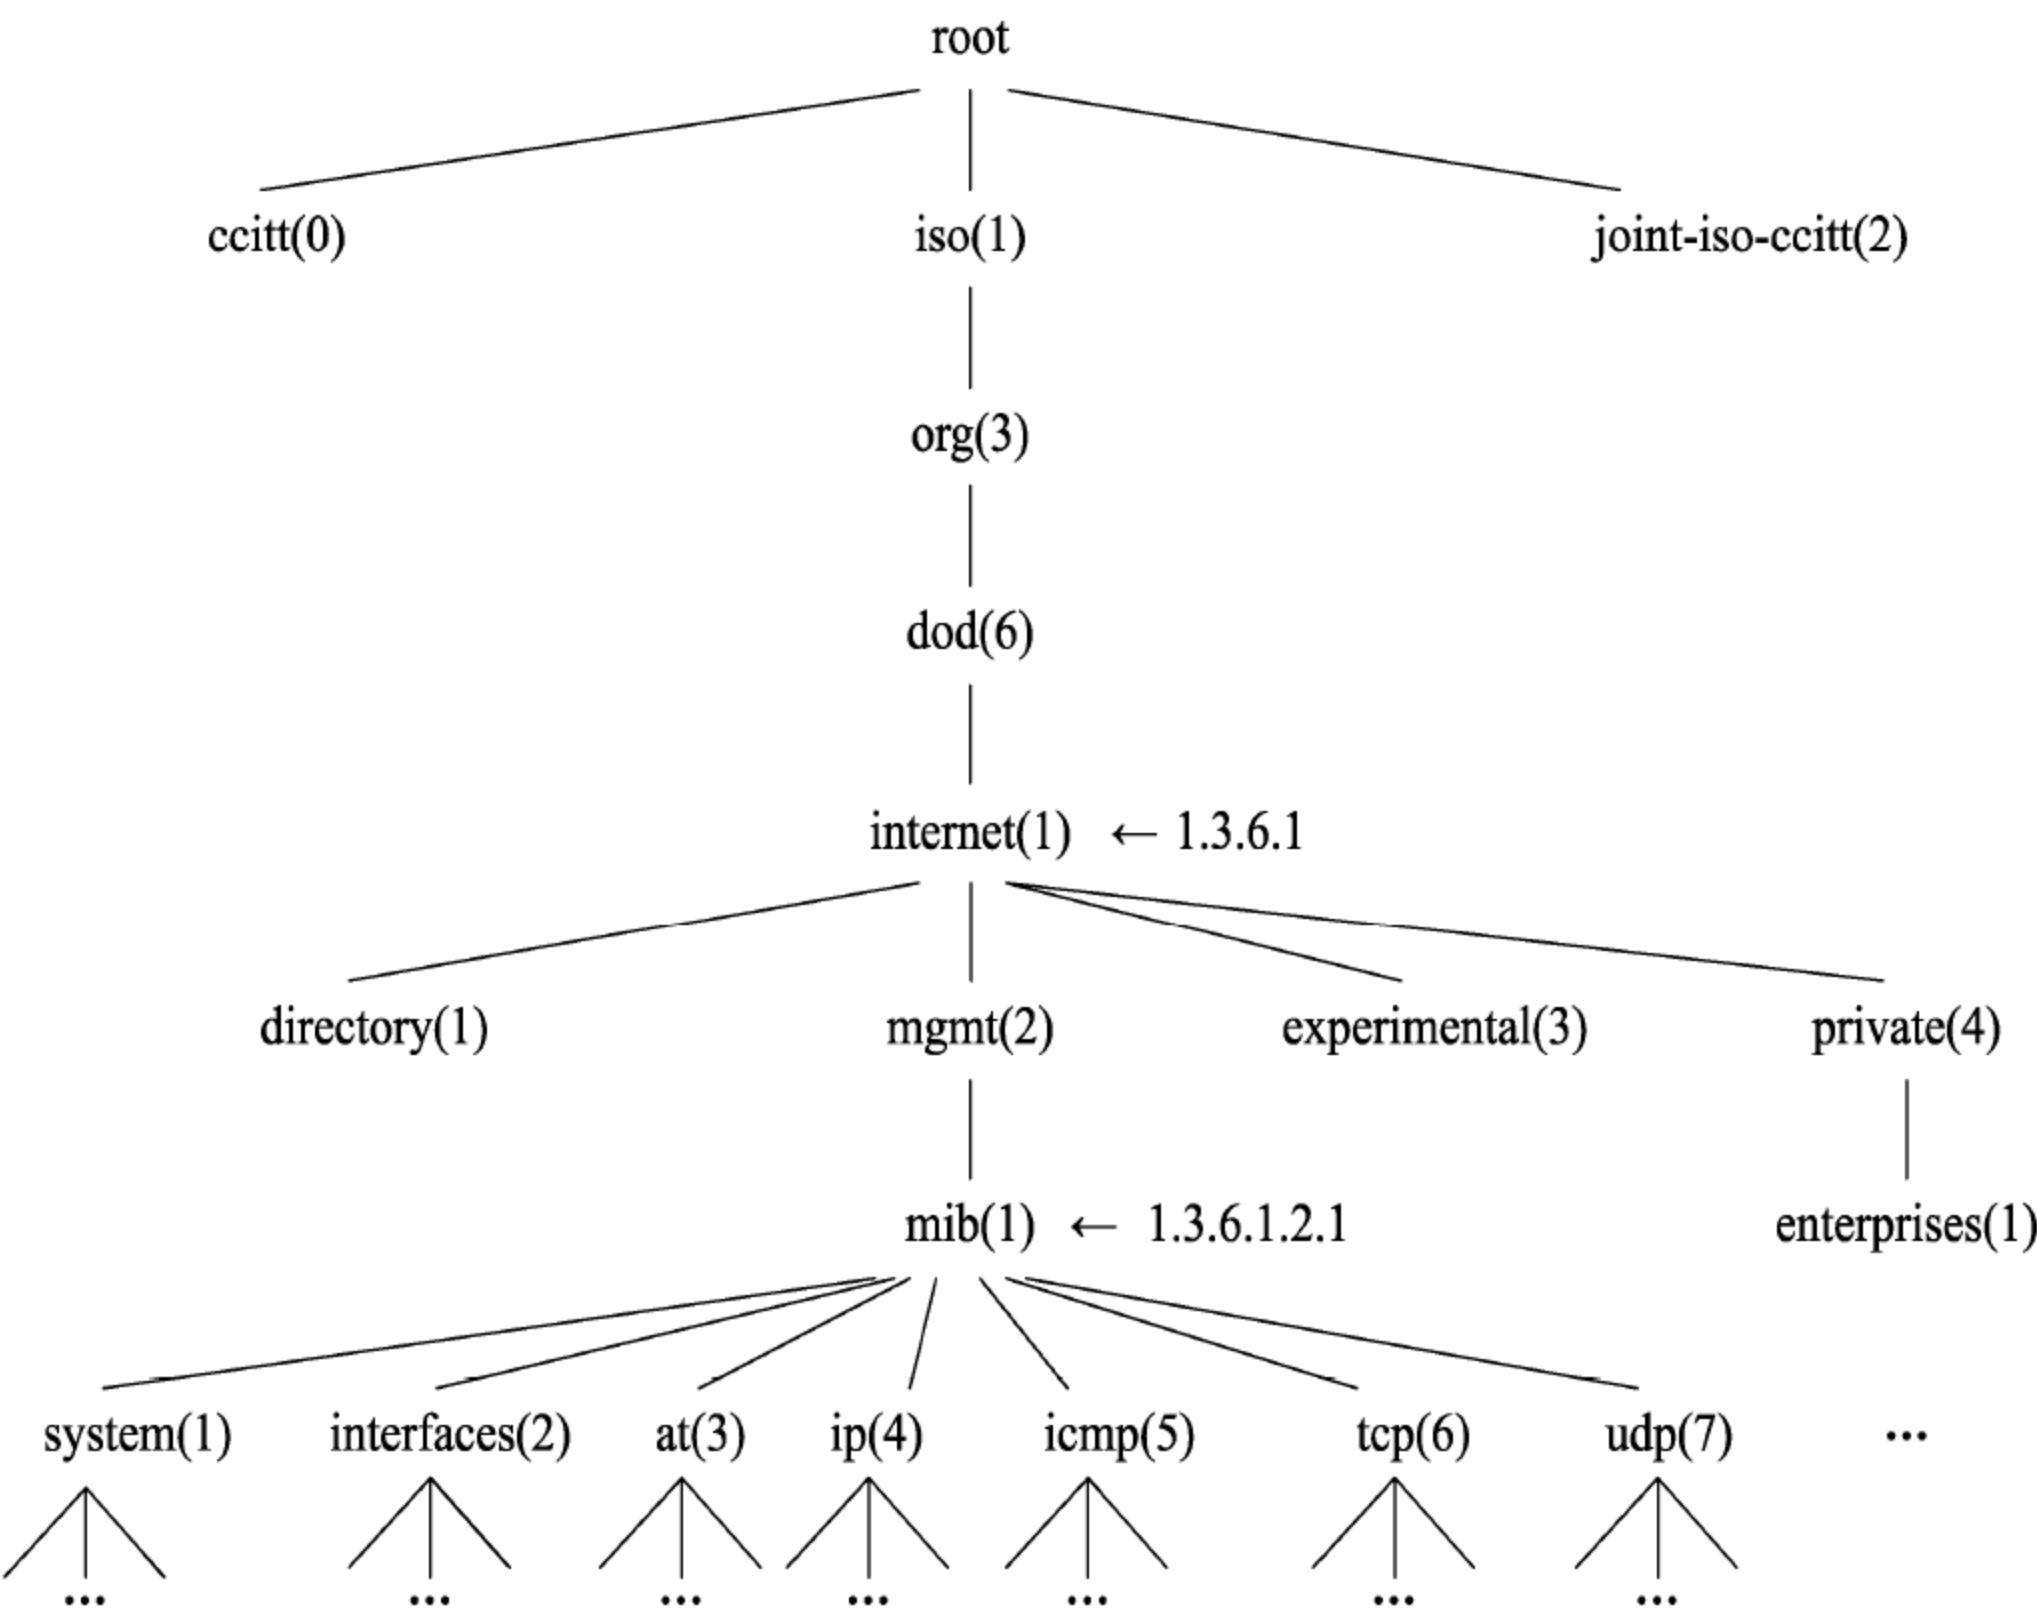 root
ccitt(0) iso(1) joint-iso-ccitt(2)
org(3)
dod(6)
internet(1) ← 1.3.6.1
directory(1) mgmt(2) experimental(3) private(4)
mib(1) ← 1.3.6.1.2.1 enterprises(1)
system(1) interfaces(2) at(3) ip(4) icmp(5) tcp(6) udp(7) ...
... ... ... ... ... ... ...